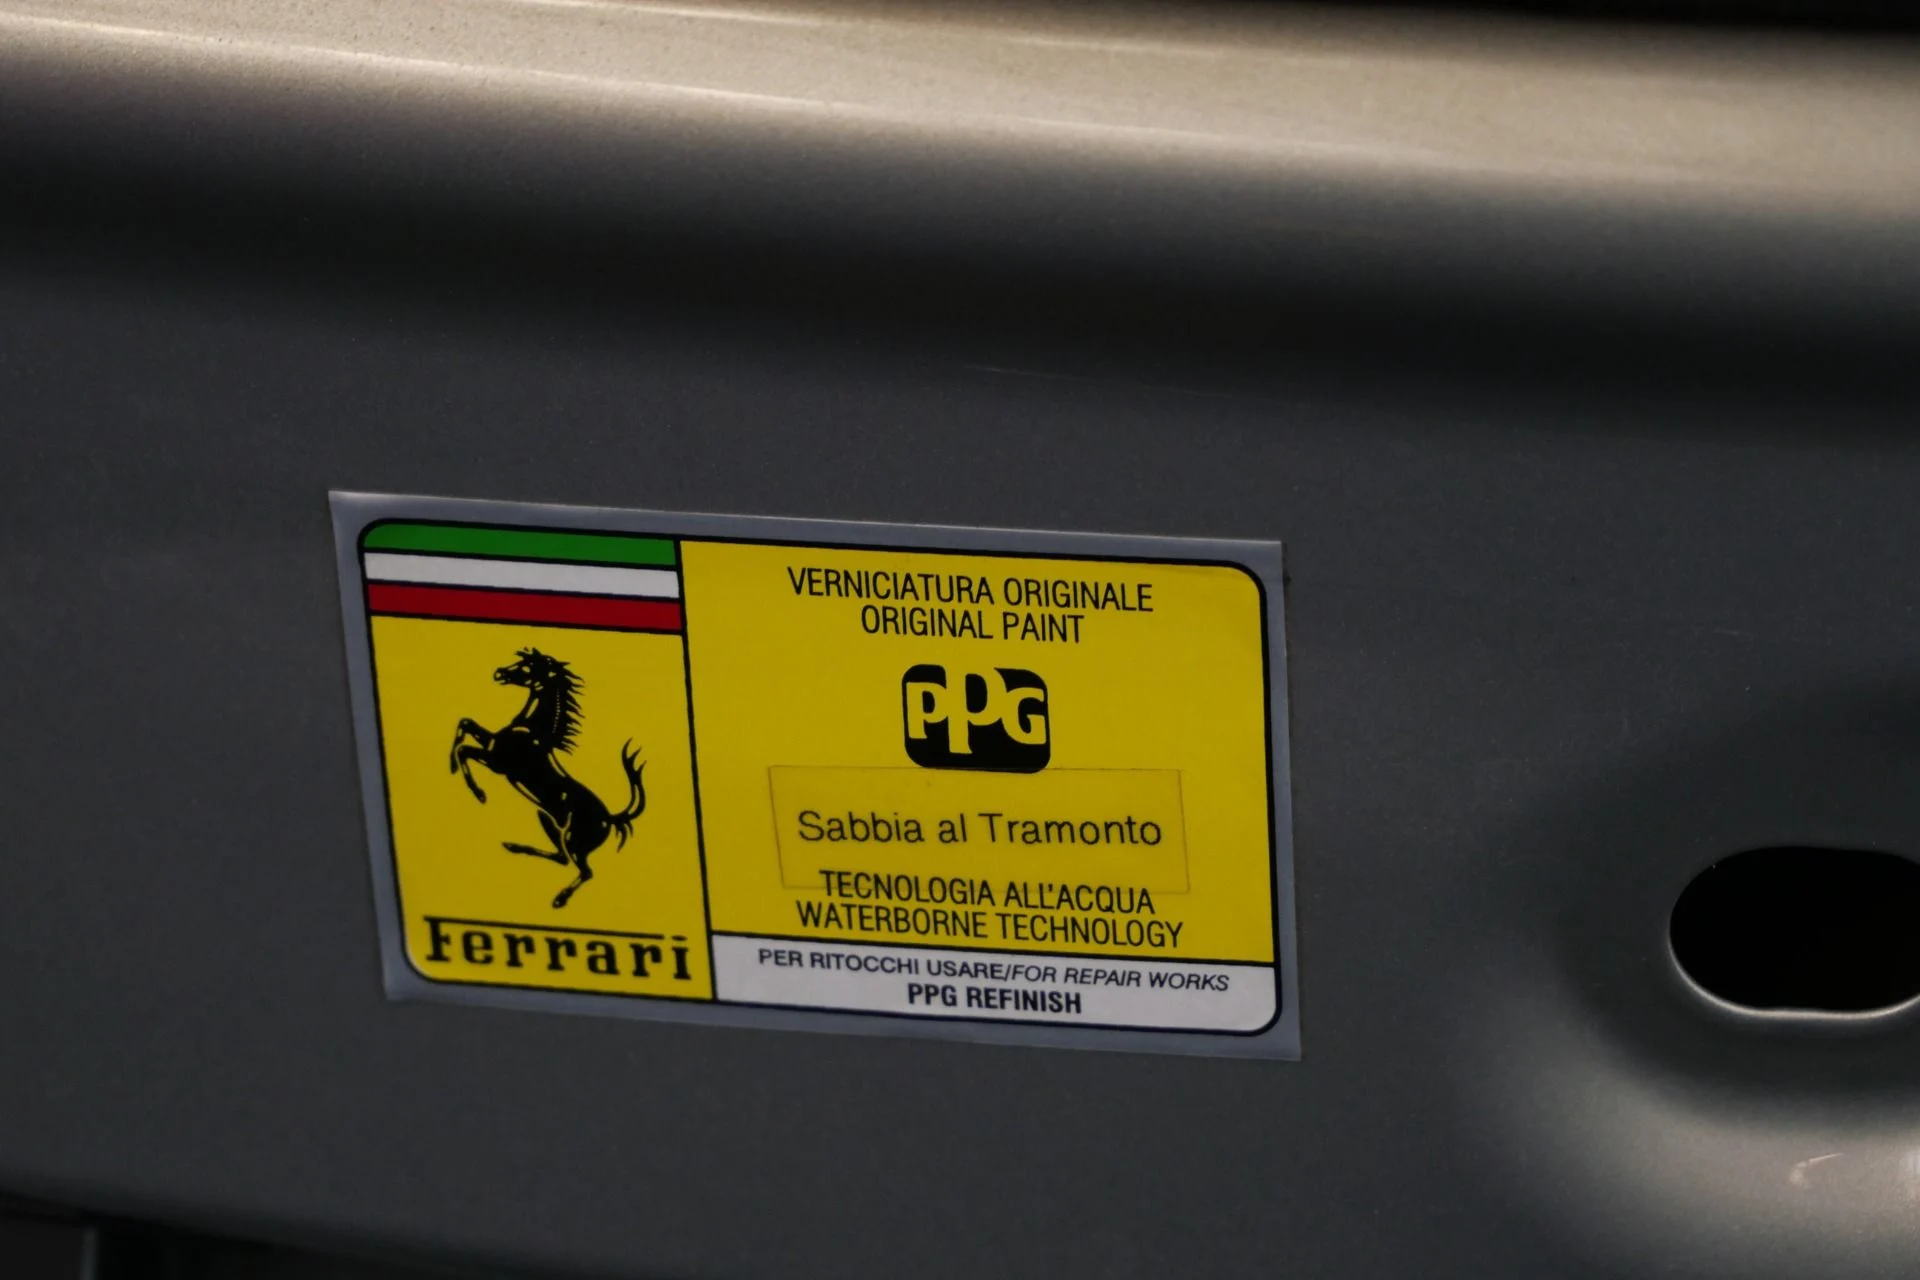 VERNICIATURA ORIGINALE
ORIGINAL PAINT
PPG
Sabbia al Tramonto
TECNOLOGIA ALL'ACQUA
WATERBORNE TECHNOLOGY
Ferrari
PER RITOCCHI USARE/FOR REPAIR WORKS
PPG REFINISH